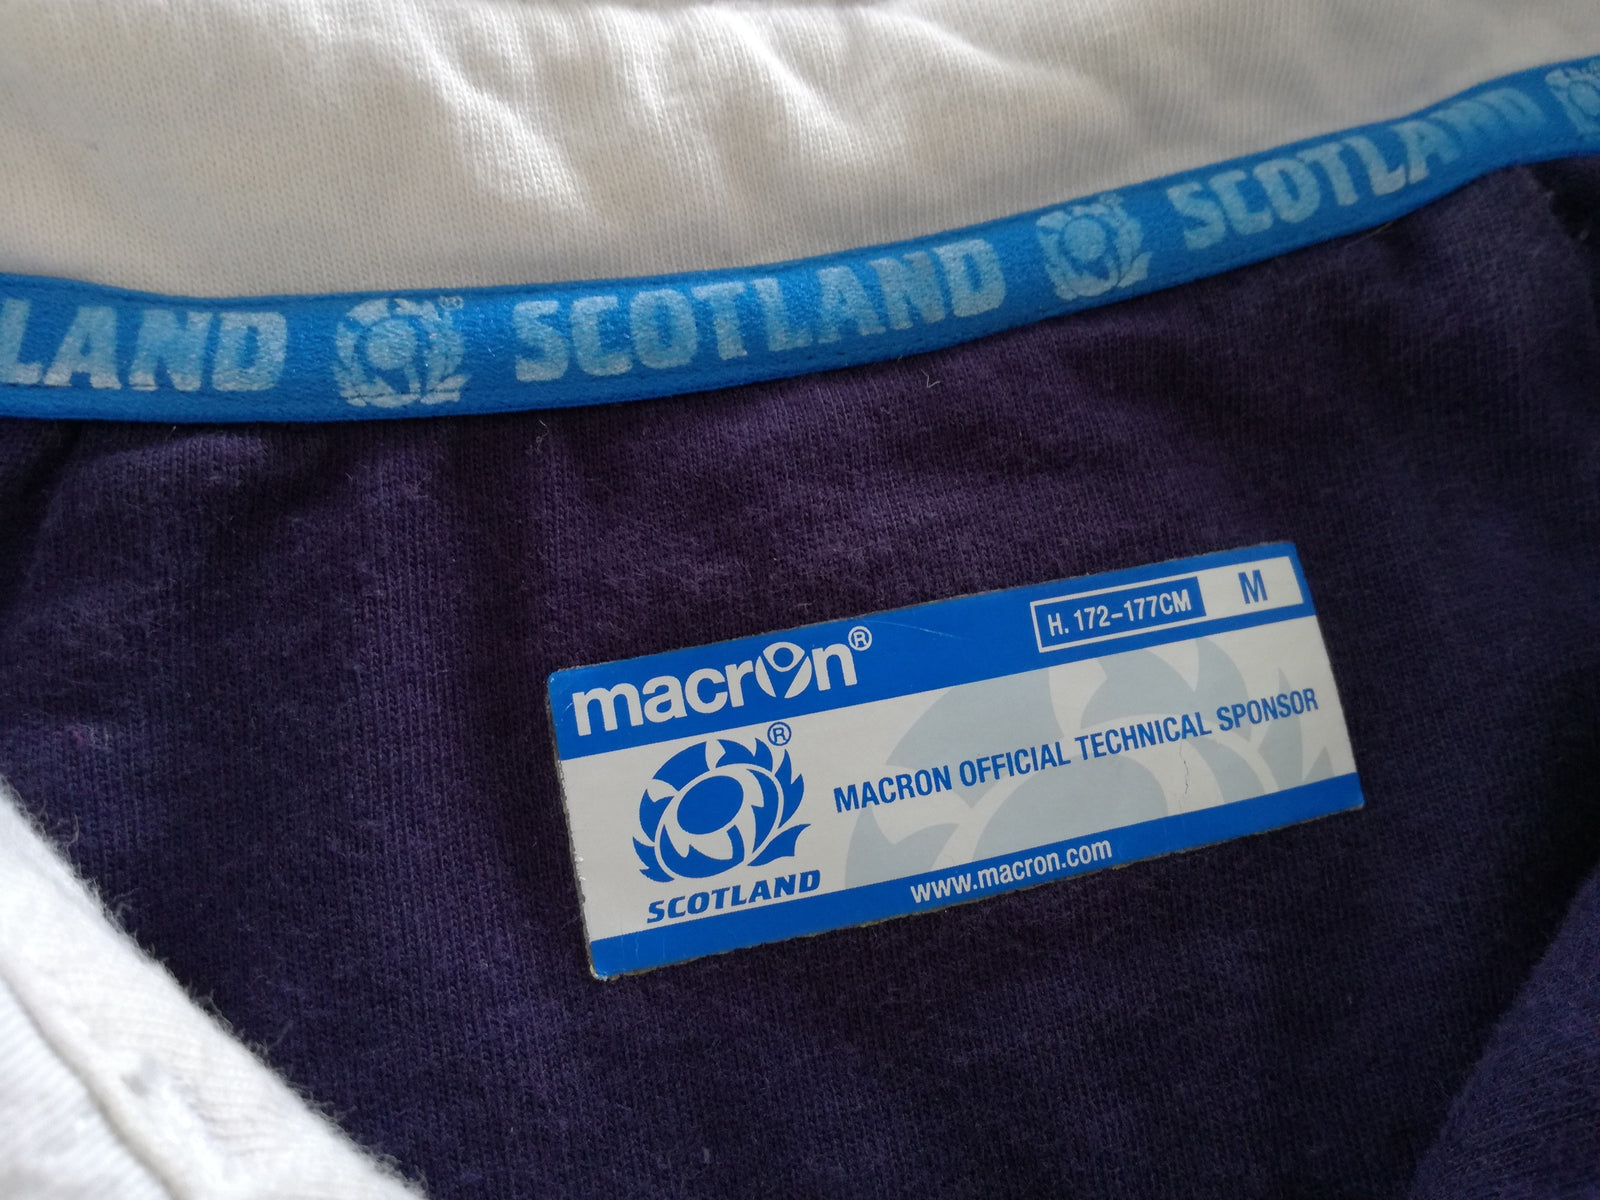 LAND SCOTLAND SCOTLAND
macron®
H. 172-177CM M
®
MACRON OFFICIAL TECHNICAL SPONSOR
SCOTLAND
www.macron.com